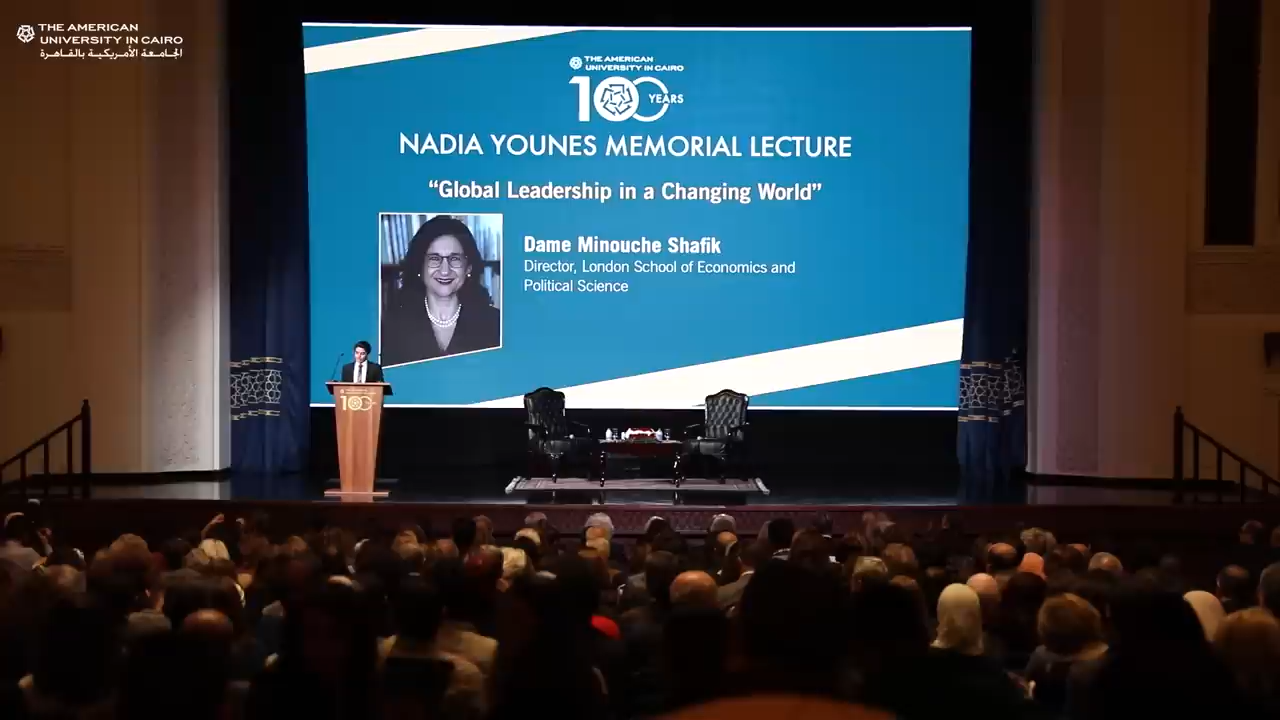 THE AMERICAN
UNIVERSITY IN CAIRO
الجامعة الأمريكية بالقاهرة
THE AMERICAN
UNIVERSITY IN CAIRO
100 YEARS
NADIA YOUNES MEMORIAL LECTURE
“Global Leadership in a Changing World”
Dame Minouche Shafik
Director, London School of Economics and
Political Science
100